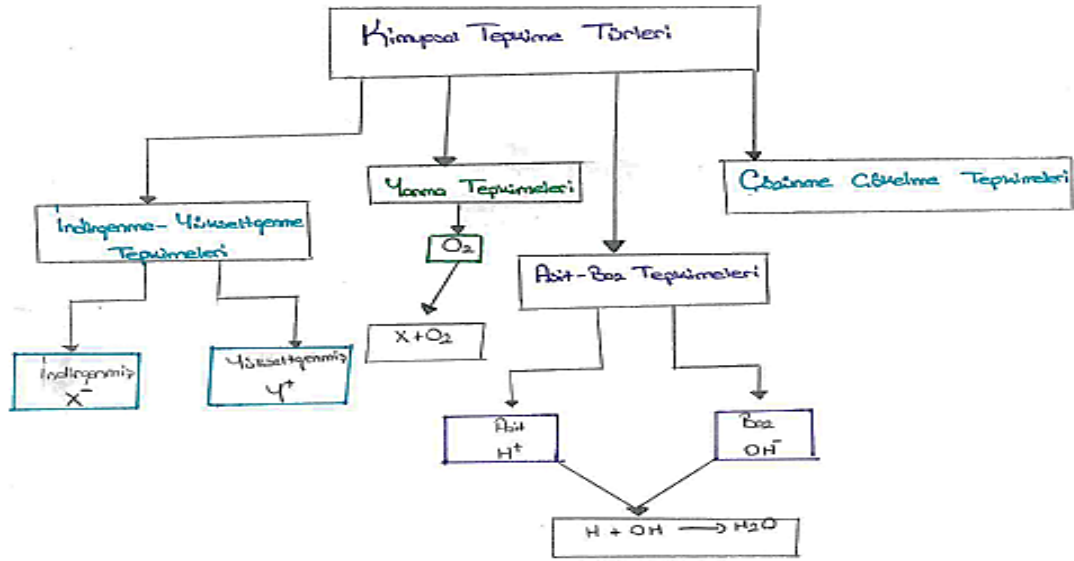 Kimyasal Tepkime Türleri
Yanma Tepkimeleri
Çözünme Çökelme Tepkimeleri
İndirgenme-Yükseltgenme
Tepkimeleri
O₂
Asit-Baz Tepkimeleri
X+O₂
İndirgenmiş
X⁻
Yükseltgenmiş
Y⁺
Asit
H⁺
Baz
OH⁻
H + OH → H₂O